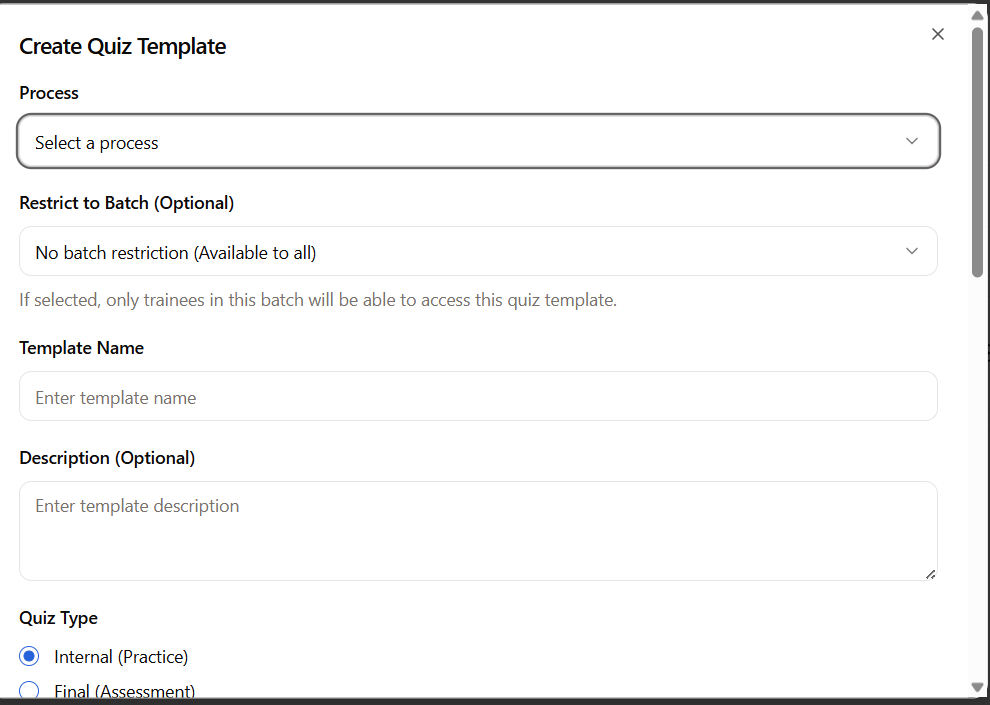 Create Quiz Template
Process
Select a process
Restrict to Batch (Optional)
No batch restriction (Available to all)
If selected, only trainees in this batch will be able to access this quiz template.
Template Name
Enter template name
Description (Optional)
Enter template description
Quiz Type
Internal (Practice)
Final (Assessment)